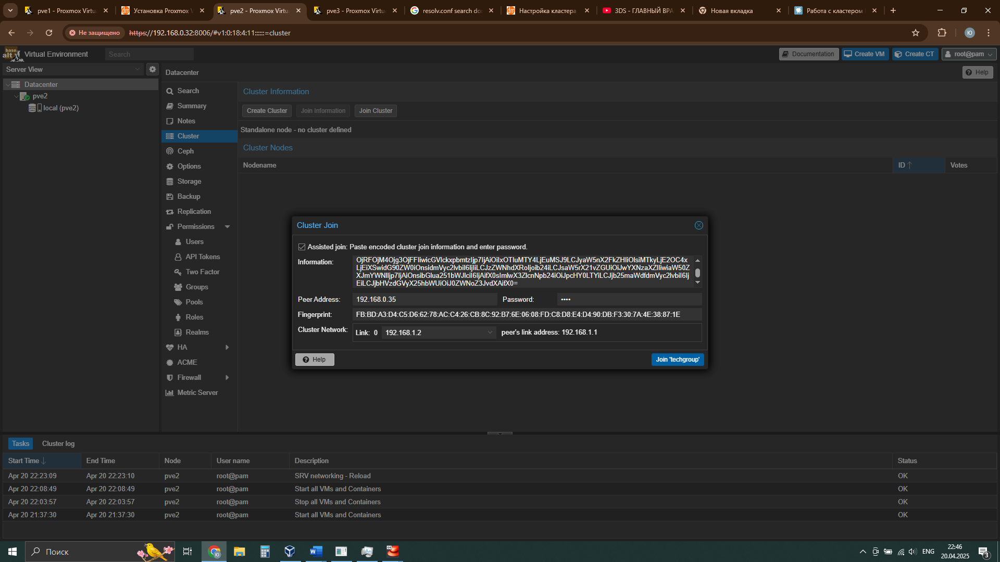 pve1 - Proxmox Virtu
Установка Proxmox V
pve2 - Proxmox Virtu
pve3 - Proxmox Virtu
resolv.conf search do
Настройка кластера
3DS - ГЛАВНЫЙ ВРА
Новая вкладка
Работа с кластером
Не защищено
https://192.168.0.32:8006/#v1:0:18:4:11::::::=cluster
Ю
base
alt
Virtual Environment
Search
Documentation
Create VM
Create CT
root@pam
Server View
Datacenter
Help
Datacenter
pve2
local (pve2)
Search
Summary
Notes
Cluster
Ceph
Options
Storage
Backup
Replication
Permissions
Users
API Tokens
Two Factor
Groups
Pools
Roles
Realms
HA
ACME
Firewall
Metric Server
Cluster Information
Create Cluster
Join Information
Join Cluster
Standalone node - no cluster defined
Cluster Nodes
Nodename
ID
Votes
Cluster Join
Assisted join: Paste encoded cluster join information and enter password.
Information:
Peer Address:
192.168.0.35
Password:
••••
Fingerprint:
FB:BD:A3:D4:C5:D6:62:78:AC:C4:26:CB:8C:92:B7:6E:06:08:FD:C8:D8:E4:D4:90:DB:F3:30:7A:4E:38:87:1E
Cluster Network:
Link: 0
192.168.1.2
peer's link address: 192.168.1.1
Help
Join 'techgroup'
Tasks
Cluster log
Start Time End Time Node User name Description Status
Apr 20 22:23:09 Apr 20 22:23:10 pve2 root@pam SRV networking - Reload OK
Apr 20 22:08:49 Apr 20 22:08:49 pve2 root@pam Start all VMs and Containers OK
Apr 20 22:03:57 Apr 20 22:03:57 pve2 root@pam Stop all VMs and Containers OK
Apr 20 21:37:30 Apr 20 21:37:30 pve2 root@pam Start all VMs and Containers OK
Поиск
ENG
22:46
20.04.2025
3